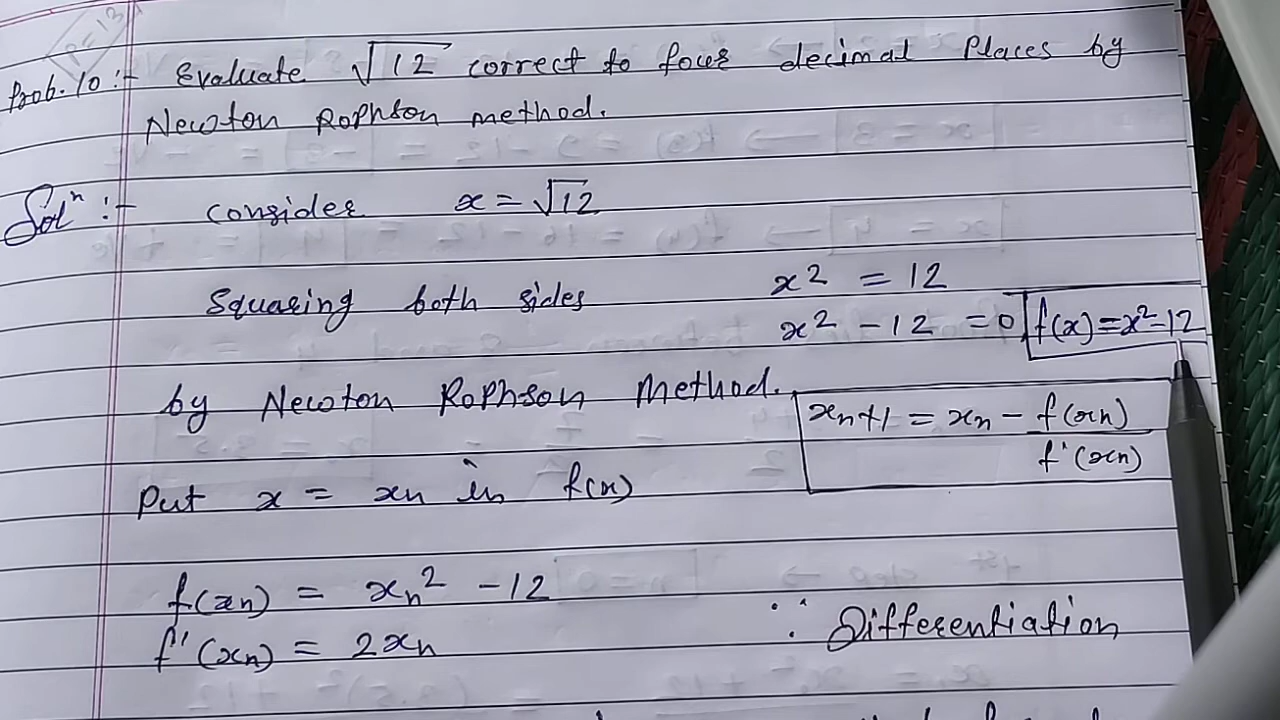 Prob. 10 :- Evaluate √12 correct to four decimal places by
Newton Rophson method.
Solⁿ :- consider x = √12
Squaring both sides x² = 12
x² - 12 = 0 f(x) = x² - 12
by Newton Rophson Method.
xn+1 = xn - f(xn)
f'(xn)
Put x = xn in f(x)
f(xn) = xn² - 12
f'(xn) = 2xn ∵ Differentiation